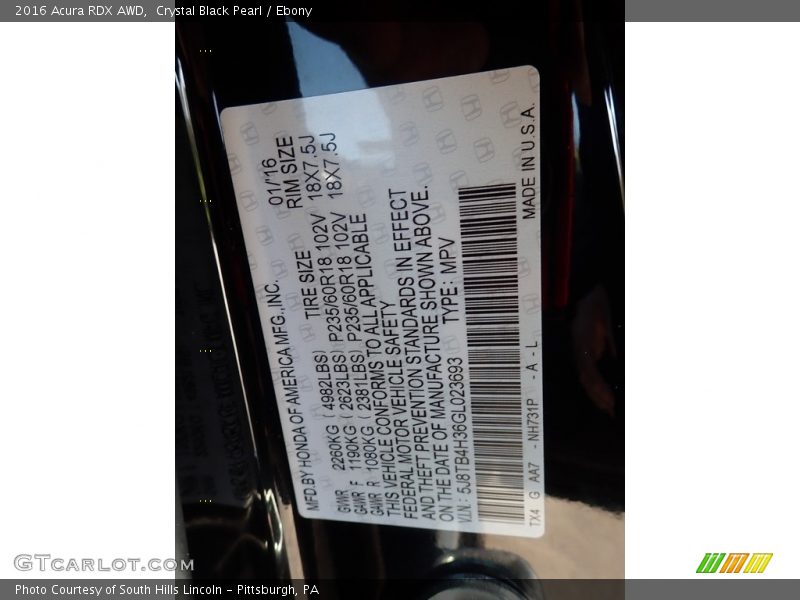 2016 Acura RDX AWD,  Crystal Black Pearl / Ebony
MFD. BY HONDA OF AMERICA MFG., INC. 01/'16
TIRE SIZE RIM SIZE
GVWR 2260KG ( 4982LBS)
GAWR F 1190KG ( 2623LBS) P235/60R18 102V 18X7.5J
GAWR R 1080KG ( 2381LBS) P235/60R18 102V 18X7.5J
THIS VEHICLE CONFORMS TO ALL APPLICABLE
FEDERAL MOTOR VEHICLE SAFETY
AND THEFT PREVENTION STANDARDS IN EFFECT
ON THE DATE OF MANUFACTURE SHOWN ABOVE.
V.I.N.: 5J8TB4H36GL023693 TYPE: MPV
TX4 G AA7 - NH731P - A - L MADE IN U.S.A.
GTCarlot.com
Photo Courtesy of South Hills Lincoln - Pittsburgh, PA